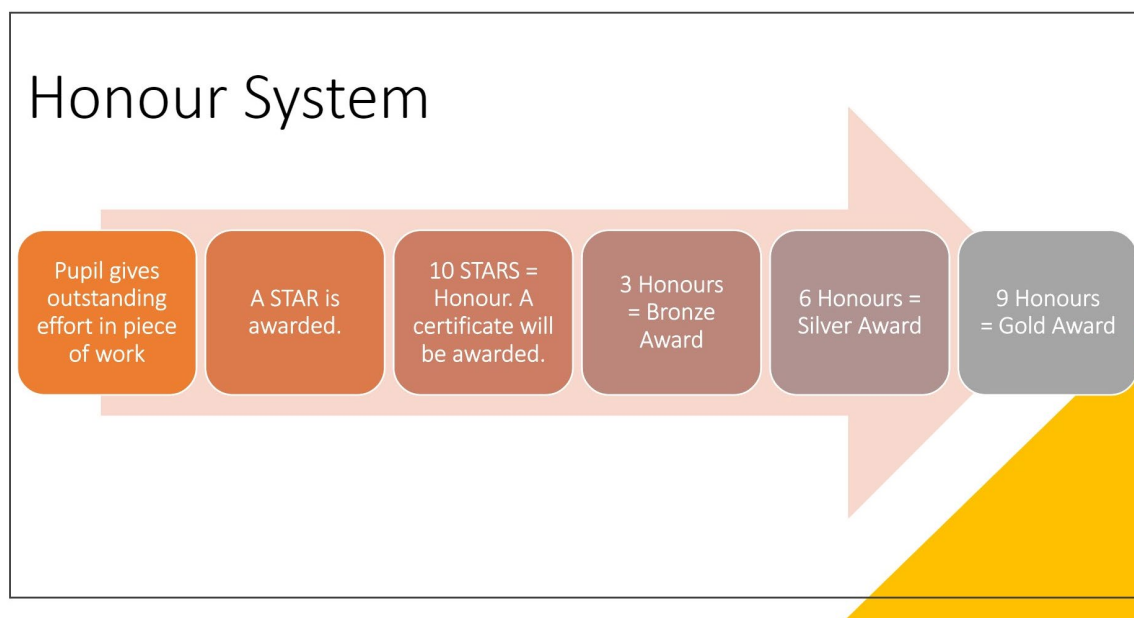 Honour System
Pupil gives
outstanding
effort in piece
of work
A STAR is
awarded.
10 STARS =
Honour. A
certificate will
be awarded.
3 Honours
= Bronze
Award
6 Honours =
Silver Award
9 Honours
= Gold Award